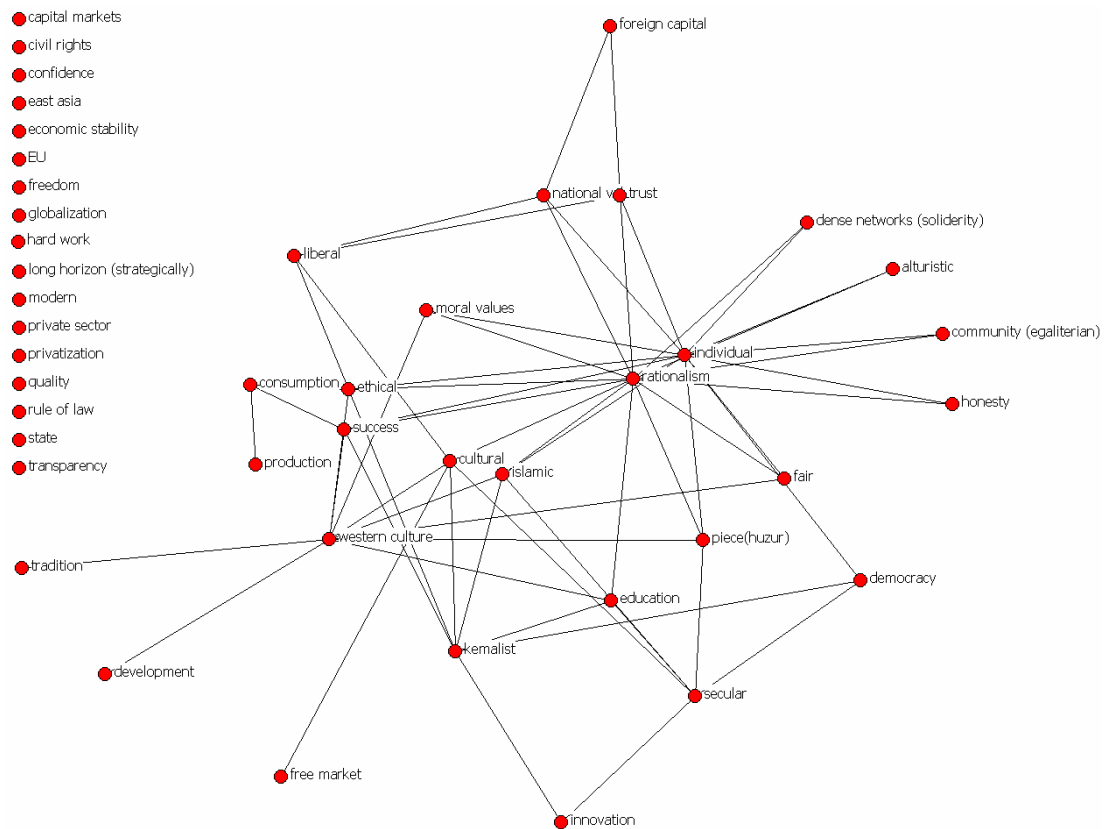 capital markets
civil rights
confidence
east asia
economic stability
EU
freedom
globalization
hard work
long horizon (strategically)
modern
private sector
privatization
quality
rule of law
state
transparency
foreign capital
national v
trust
dense networks (soliderity)
liberal
alturistic
moral values
community (egaliterian)
individual
rationalism
consumption
ethical
honesty
success
cultural
production
islamic
fair
western culture
piece(huzur)
tradition
democracy
education
kemalist
development
secular
free market
innovation